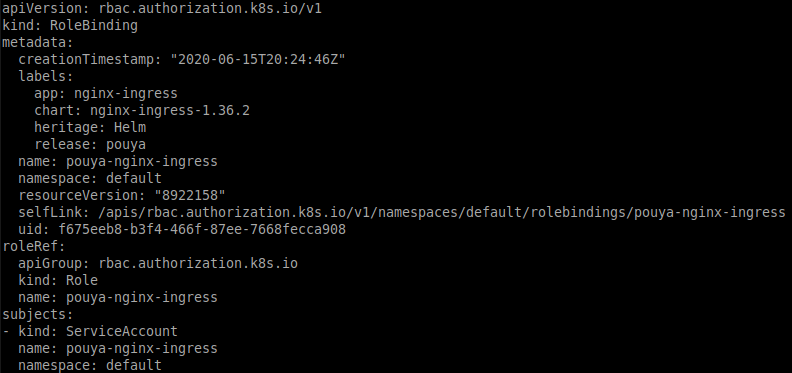 apiVersion: rbac.authorization.k8s.io/v1
kind: RoleBinding
metadata:
  creationTimestamp: "2020-06-15T20:24:46Z"
  labels:
    app: nginx-ingress
    chart: nginx-ingress-1.36.2
    heritage: Helm
    release: pouya
  name: pouya-nginx-ingress
  namespace: default
  resourceVersion: "8922158"
  selfLink: /apis/rbac.authorization.k8s.io/v1/namespaces/default/rolebindings/pouya-nginx-ingress
  uid: f675eeb8-b3f4-466f-87ee-7668fecca908
roleRef:
  apiGroup: rbac.authorization.k8s.io
  kind: Role
  name: pouya-nginx-ingress
subjects:
- kind: ServiceAccount
  name: pouya-nginx-ingress
  namespace: default